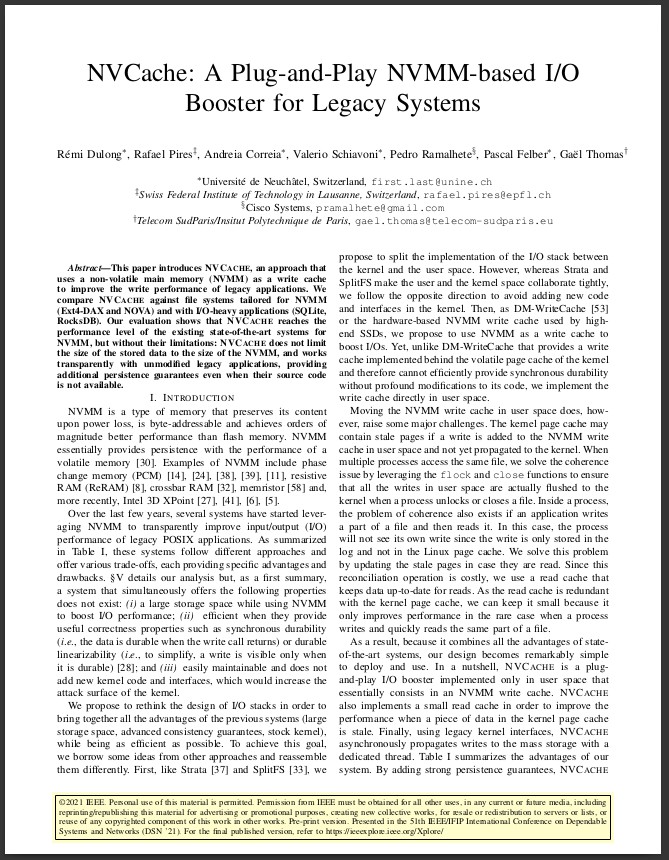 NVCache: A Plug-and-Play NVMM-based I/O
Booster for Legacy Systems
Rémi Dulong*, Rafael Pires‡, Andreia Correia*, Valerio Schiavoni*, Pedro Ramalhete§, Pascal Felber*, Gaël Thomas†
*Université de Neuchâtel, Switzerland, first.last@unine.ch
‡Swiss Federal Institute of Technology in Lausanne, Switzerland, rafael.pires@epfl.ch
§Cisco Systems, pramalhete@gmail.com
†Telecom SudParis/Insitut Polytechnique de Paris, gael.thomas@telecom-sudparis.eu
Abstract—This paper introduces NVCACHE, an approach that
uses a non-volatile main memory (NVMM) as a write cache
to improve the write performance of legacy applications. We
compare NVCACHE against file systems tailored for NVMM
(Ext4-DAX and NOVA) and with I/O-heavy applications (SQLite,
RocksDB). Our evaluation shows that NVCACHE reaches the
performance level of the existing state-of-the-art systems for
NVMM, but without their limitations: NVCACHE does not limit
the size of the stored data to the size of the NVMM, and works
transparently with unmodified legacy applications, providing
additional persistence guarantees even when their source code
is not available.
I. INTRODUCTION
NVMM is a type of memory that preserves its content
upon power loss, is byte-addressable and achieves orders of
magnitude better performance than flash memory. NVMM
essentially provides persistence with the performance of a
volatile memory [30]. Examples of NVMM include phase
change memory (PCM) [14], [24], [38], [39], [11], resistive
RAM (ReRAM) [8], crossbar RAM [32], memristor [58] and,
more recently, Intel 3D XPoint [27], [41], [6], [5].
Over the last few years, several systems have started lever-
aging NVMM to transparently improve input/output (I/O)
performance of legacy POSIX applications. As summarized
in Table I, these systems follow different approaches and
offer various trade-offs, each providing specific advantages and
drawbacks. §V details our analysis but, as a first summary,
a system that simultaneously offers the following properties
does not exist: (i) a large storage space while using NVMM
to boost I/O performance; (ii) efficient when they provide
useful correctness properties such as synchronous durability
(i.e., the data is durable when the write call returns) or durable
linearizability (i.e., to simplify, a write is visible only when
it is durable) [28]; and (iii) easily maintainable and does not
add new kernel code and interfaces, which would increase the
attack surface of the kernel.
We propose to rethink the design of I/O stacks in order to
bring together all the advantages of the previous systems (large
storage space, advanced consistency guarantees, stock kernel),
while being as efficient as possible. To achieve this goal,
we borrow some ideas from other approaches and reassemble
them differently. First, like Strata [37] and SplitFS [33], we
propose to split the implementation of the I/O stack between
the kernel and the user space. However, whereas Strata and
SplitFS make the user and the kernel space collaborate tightly,
we follow the opposite direction to avoid adding new code
and interfaces in the kernel. Then, as DM-WriteCache [53]
or the hardware-based NVMM write cache used by high-
end SSDs, we propose to use NVMM as a write cache to
boost I/Os. Yet, unlike DM-WriteCache that provides a write
cache implemented behind the volatile page cache of the kernel
and therefore cannot efficiently provide synchronous durability
without profound modifications to its code, we implement the
write cache directly in user space.
Moving the NVMM write cache in user space does, how-
ever, raise some major challenges. The kernel page cache may
contain stale pages if a write is added to the NVMM write
cache in user space and not yet propagated to the kernel. When
multiple processes access the same file, we solve the coherence
issue by leveraging the flock and close functions to ensure
that all the writes in user space are actually flushed to the
kernel when a process unlocks or closes a file. Inside a process,
the problem of coherence also exists if an application writes
a part of a file and then reads it. In this case, the process
will not see its own write since the write is only stored in the
log and not in the Linux page cache. We solve this problem
by updating the stale pages in case they are read. Since this
reconciliation operation is costly, we use a read cache that
keeps data up-to-date for reads. As the read cache is redundant
with the kernel page cache, we can keep it small because it
only improves performance in the rare case when a process
writes and quickly reads the same part of a file.
As a result, because it combines all the advantages of state-
of-the-art systems, our design becomes remarkably simple
to deploy and use. In a nutshell, NVCACHE is a plug-
and-play I/O booster implemented only in user space that
essentially consists in an NVMM write cache. NVCACHE
also implements a small read cache in order to improve the
performance when a piece of data in the kernel page cache
is stale. Finally, using legacy kernel interfaces, NVCACHE
asynchronously propagates writes to the mass storage with a
dedicated thread. Table I summarizes the advantages of our
system. By adding strong persistence guarantees, NVCACHE
©2021 IEEE. Personal use of this material is permitted. Permission from IEEE must be obtained for all other uses, in any current or future media, including
reprinting/republishing this material for advertising or promotional purposes, creating new collective works, for resale or redistribution to servers or lists, or
reuse of any copyrighted component of this work in other works. Pre-print version. Presented in the 51th IEEE/IFIP International Conference on Dependable
Systems and Networks (DSN '21). For the final published version, refer to https://ieeexplore.ieee.org/Xplore/